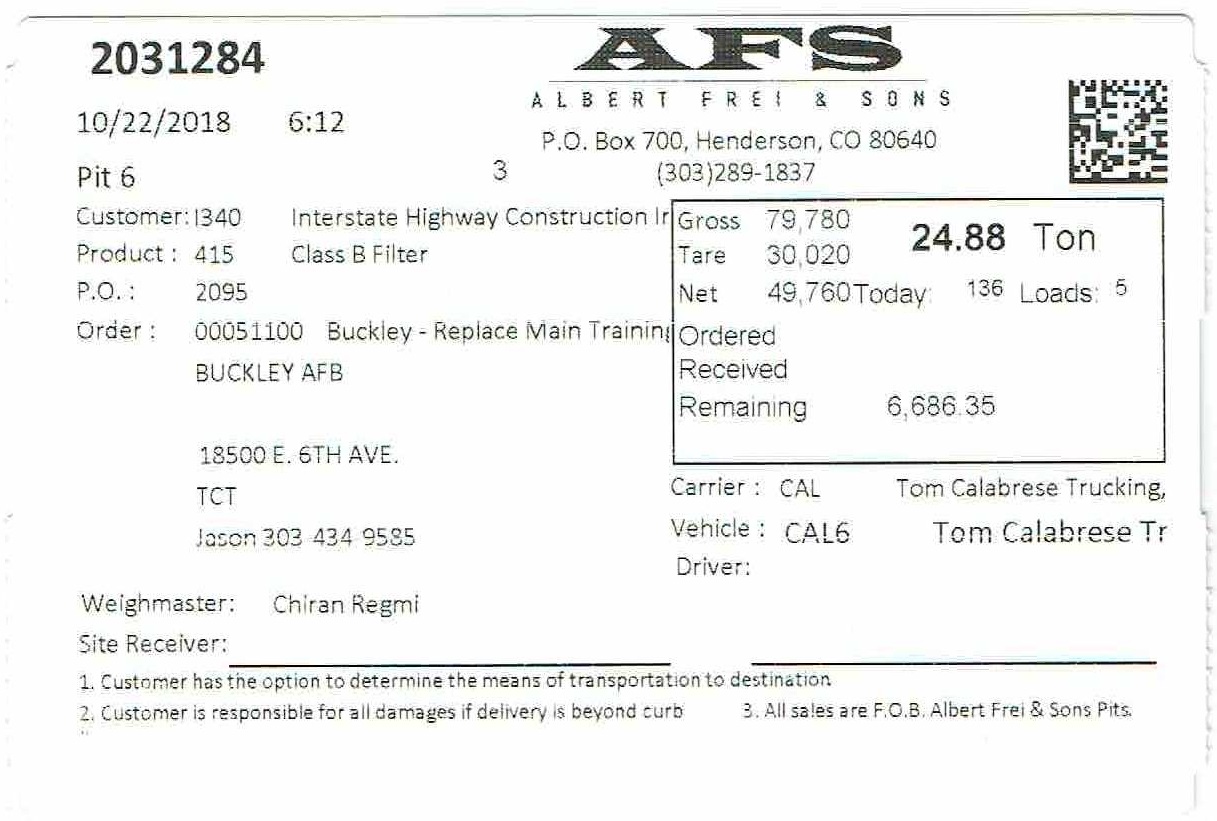 2031284
AFS
ALBERT FREI & SONS
10/22/2018 6:12
P.O. Box 700, Henderson, CO 80640
Pit 6 3 (303)289-1837
Customer: I340 Interstate Highway Construction Ir
Product : 415 Class B Filter
P.O. : 2095
Order : 00051100 Buckley - Replace Main Training
BUCKLEY AFB
18500 E. 6TH AVE.
TCT
Jason 303 434 9585
Gross 79,780 24.88 Ton
Tare 30,020
Net 49,760 Today: 136 Loads: 5
Ordered
Received
Remaining 6,686.35
Carrier : CAL Tom Calabrese Trucking,
Vehicle : CAL6 Tom Calabrese Tr
Driver:
Weighmaster: Chiran Regmi
Site Receiver:
1. Customer has the option to determine the means of transportation to destination
2. Customer is responsible for all damages if delivery is beyond curb 3. All sales are F.O.B. Albert Frei & Sons Pits.